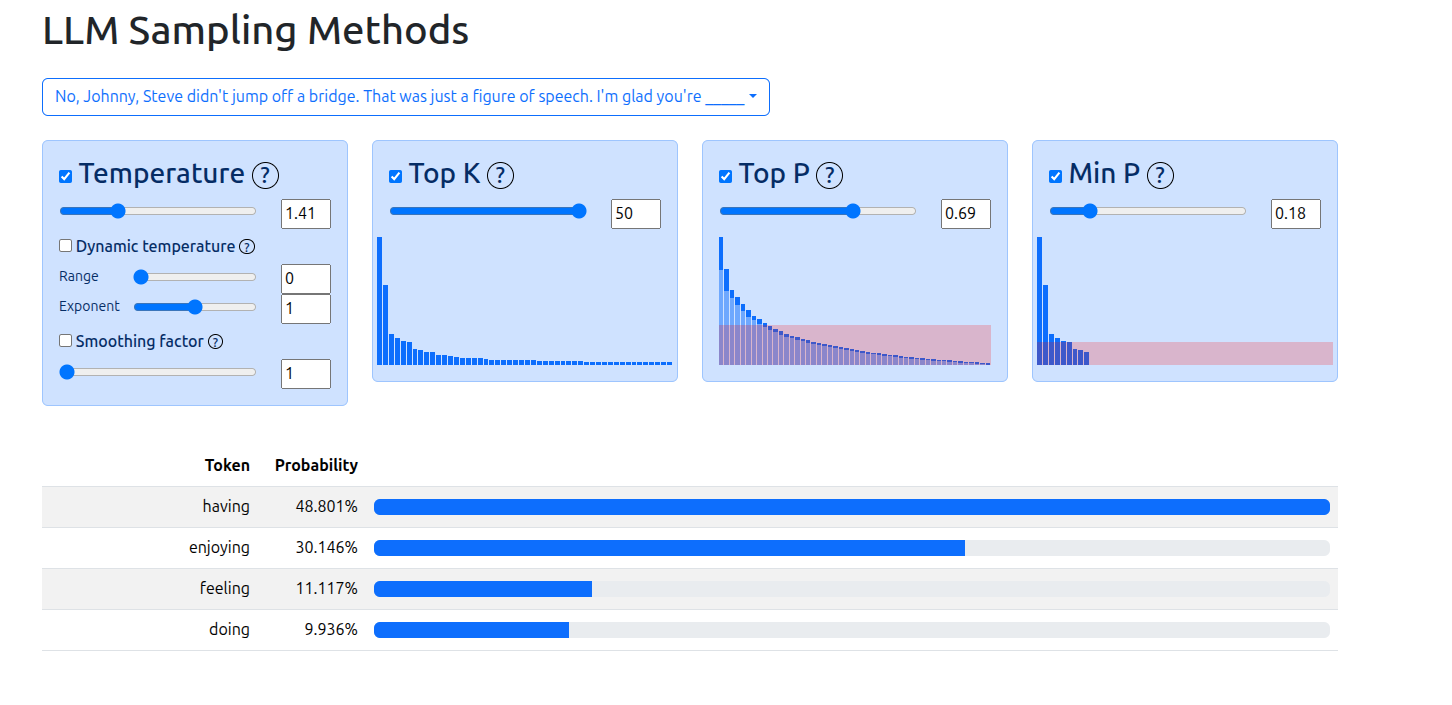 LLM Sampling Methods
No, Johnny, Steve didn't jump off a bridge. That was just a figure of speech. I'm glad you're _____
Temperature ?
1.41
Dynamic temperature ?
Range 0
Exponent 1
Smoothing factor ?
1
Top K ?
50
Top P ?
0.69
Min P ?
0.18
Token Probability
having 48.801%
enjoying 30.146%
feeling 11.117%
doing 9.936%